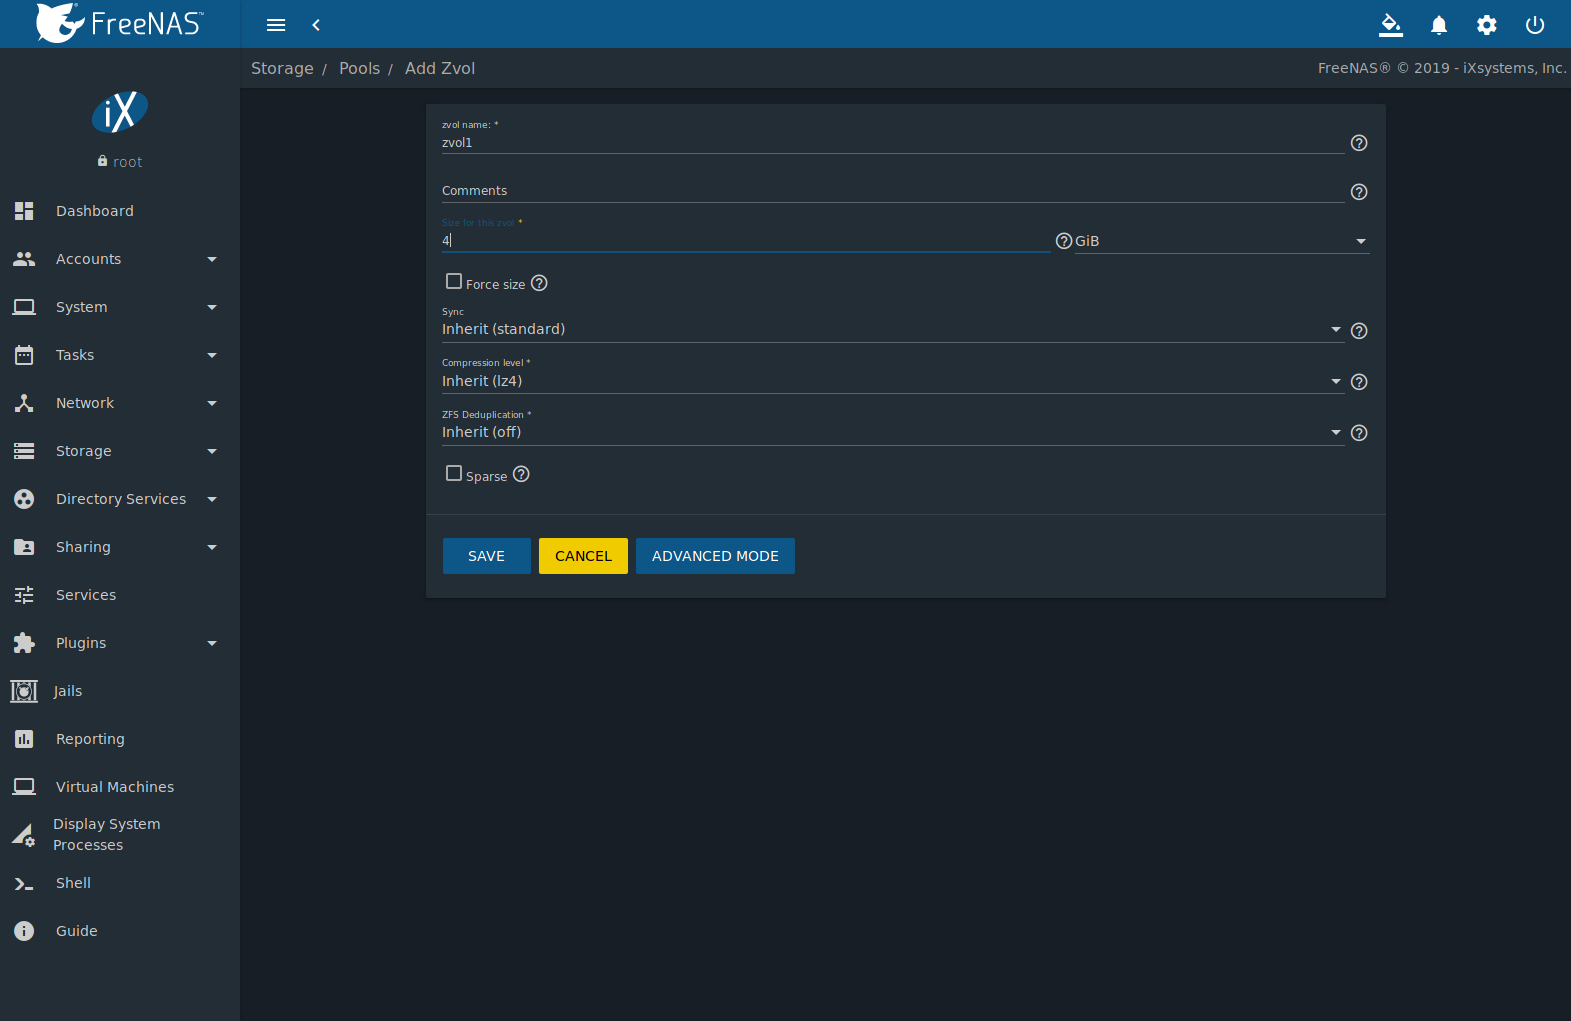 FreeNAS™
Storage / Pools / Add Zvol
FreeNAS® © 2019 - iXsystems, Inc.
iX
root
Dashboard
Accounts
System
Tasks
Network
Storage
Directory Services
Sharing
Services
Plugins
Jails
Reporting
Virtual Machines
Display System
Processes
Shell
Guide
zvol name: *
zvol1
Comments
Size for this zvol *
4 GiB
Force size
Sync
Inherit (standard)
Compression level *
Inherit (lz4)
ZFS Deduplication *
Inherit (off)
Sparse
SAVE CANCEL ADVANCED MODE